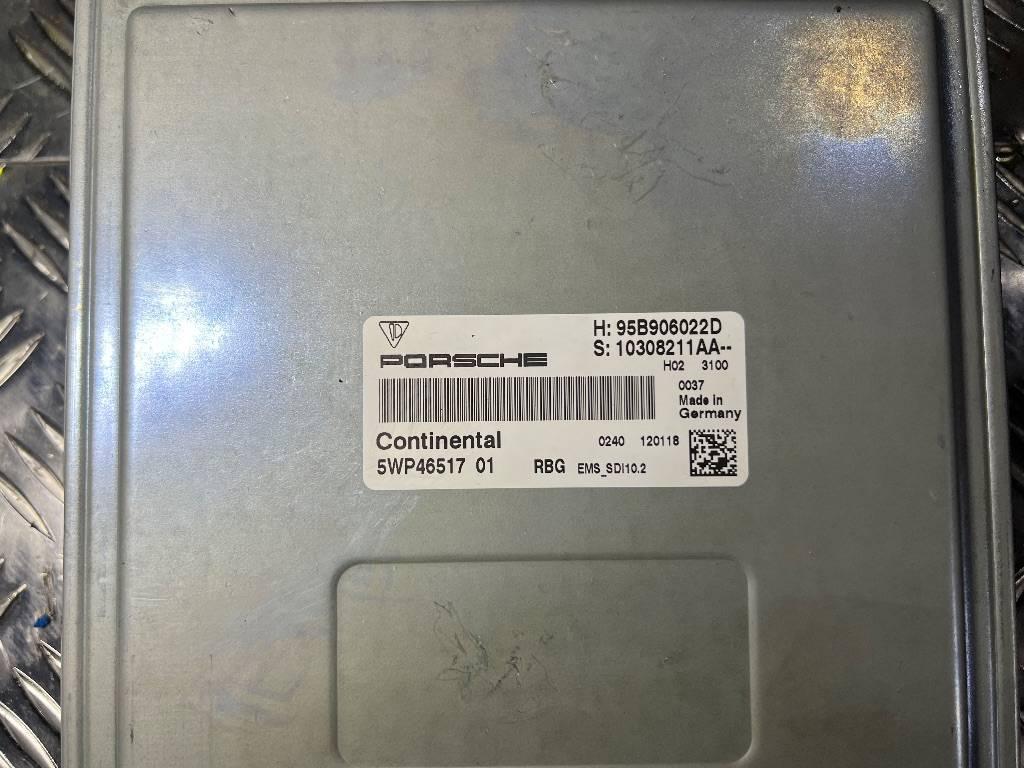 H: 95B906022D
PORSCHE
S: 10308211AA--
H02 3100
0037
Made in
Germany
Continental
0240 120118
5WP46517 01 RBG EMS_SDI10.2